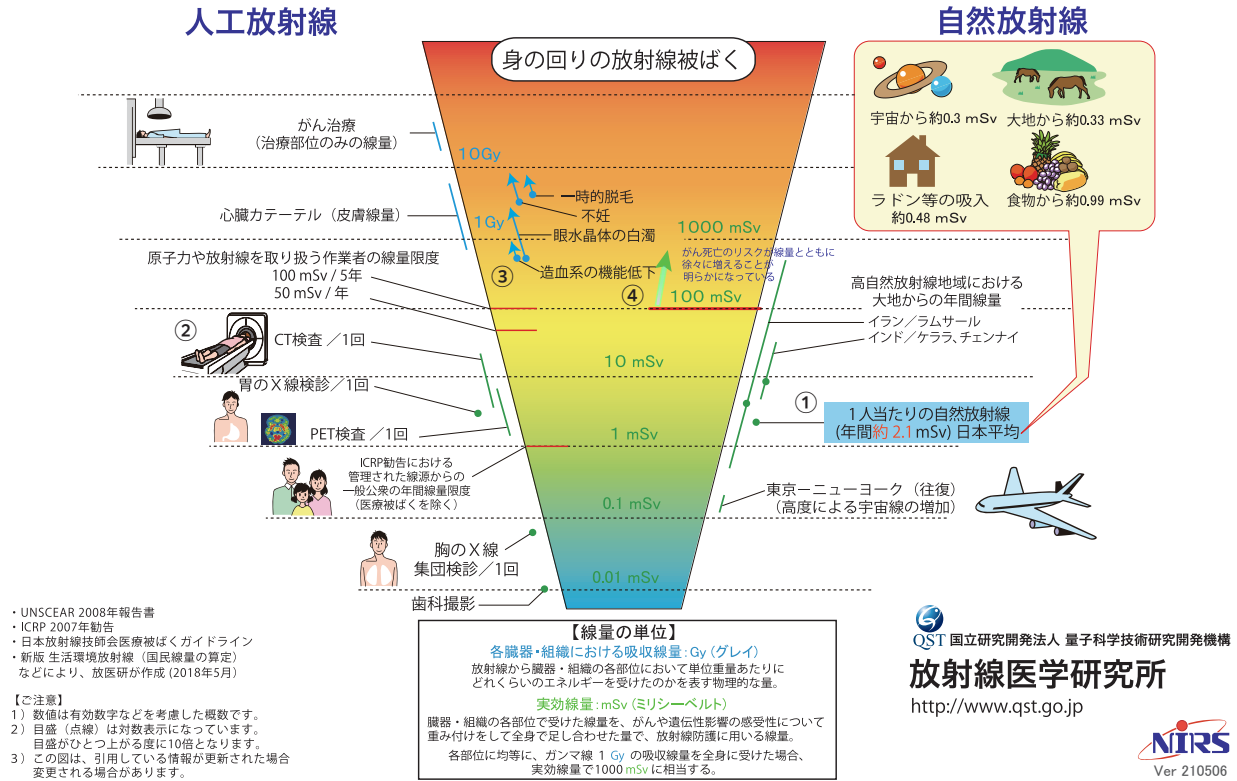 人工放射線
身の回りの放射線被ばく
自然放射線
宇宙から約0.3 mSv
大地から約0.33 mSv
ラドン等の吸入
約0.48 mSv
食物から約0.99 mSv
がん治療
（治療部位のみの線量）
10Gy
心臓カテーテル（皮膚線量）
1Gy
一時的脱毛
不妊
眼水晶体の白濁
③
造血系の機能低下
1000 mSv
がん死亡のリスクが線量とともに
徐々に増えることが
明らかになっている
④
100 mSv
原子力や放射線を取り扱う作業者の線量限度
100 mSv / 5年
50 mSv / 年
高自然放射線地域における
大地からの年間線量
イラン／ラムサール
インド／ケララ、チェンナイ
②
CT検査 ／1回
10 mSv
胃のX線検診／1回
PET検査 ／1回
①
1人当たりの自然放射線
(年間約 2.1 mSv) 日本平均
1 mSv
ICRP勧告における
管理された線源からの
一般公衆の年間線量限度
（医療被ばくを除く）
0.1 mSv
東京ーニューヨーク（往復）
（高度による宇宙線の増加）
胸のX線
集団検診／1回
0.01 mSv
歯科撮影
・UNSCEAR 2008年報告書
・ICRP 2007年勧告
・日本放射線技師会医療被ばくガイドライン
・新版 生活環境放射線（国民線量の算定）
などにより、放医研が作成 (2018年5月)
【ご注意】
1）数値は有効数字などを考慮した概数です。
2）目盛（点線）は対数表示になっています。
目盛がひとつ上がる度に10倍となります。
3）この図は、引用している情報が更新された場合
変更される場合があります。
【線量の単位】
各臓器・組織における吸収線量：Gy（グレイ）
放射線から臓器・組織の各部位において単位重量あたりに
どれくらいのエネルギーを受けたのかを表す物理的な量。
実効線量：mSv（ミリシーベルト）
臓器・組織の各部位で受けた線量を、がんや遺伝性影響の感受性について
重み付けをして全身で足し合わせた量で、放射線防護に用いる線量。
各部位に均等に、ガンマ線 1 Gy の吸収線量を全身に受けた場合、
実効線量で1000 mSv に相当する。
QST 国立研究開発法人 量子科学技術研究開発機構
放射線医学研究所
http://www.qst.go.jp
NIRS
Ver 210506